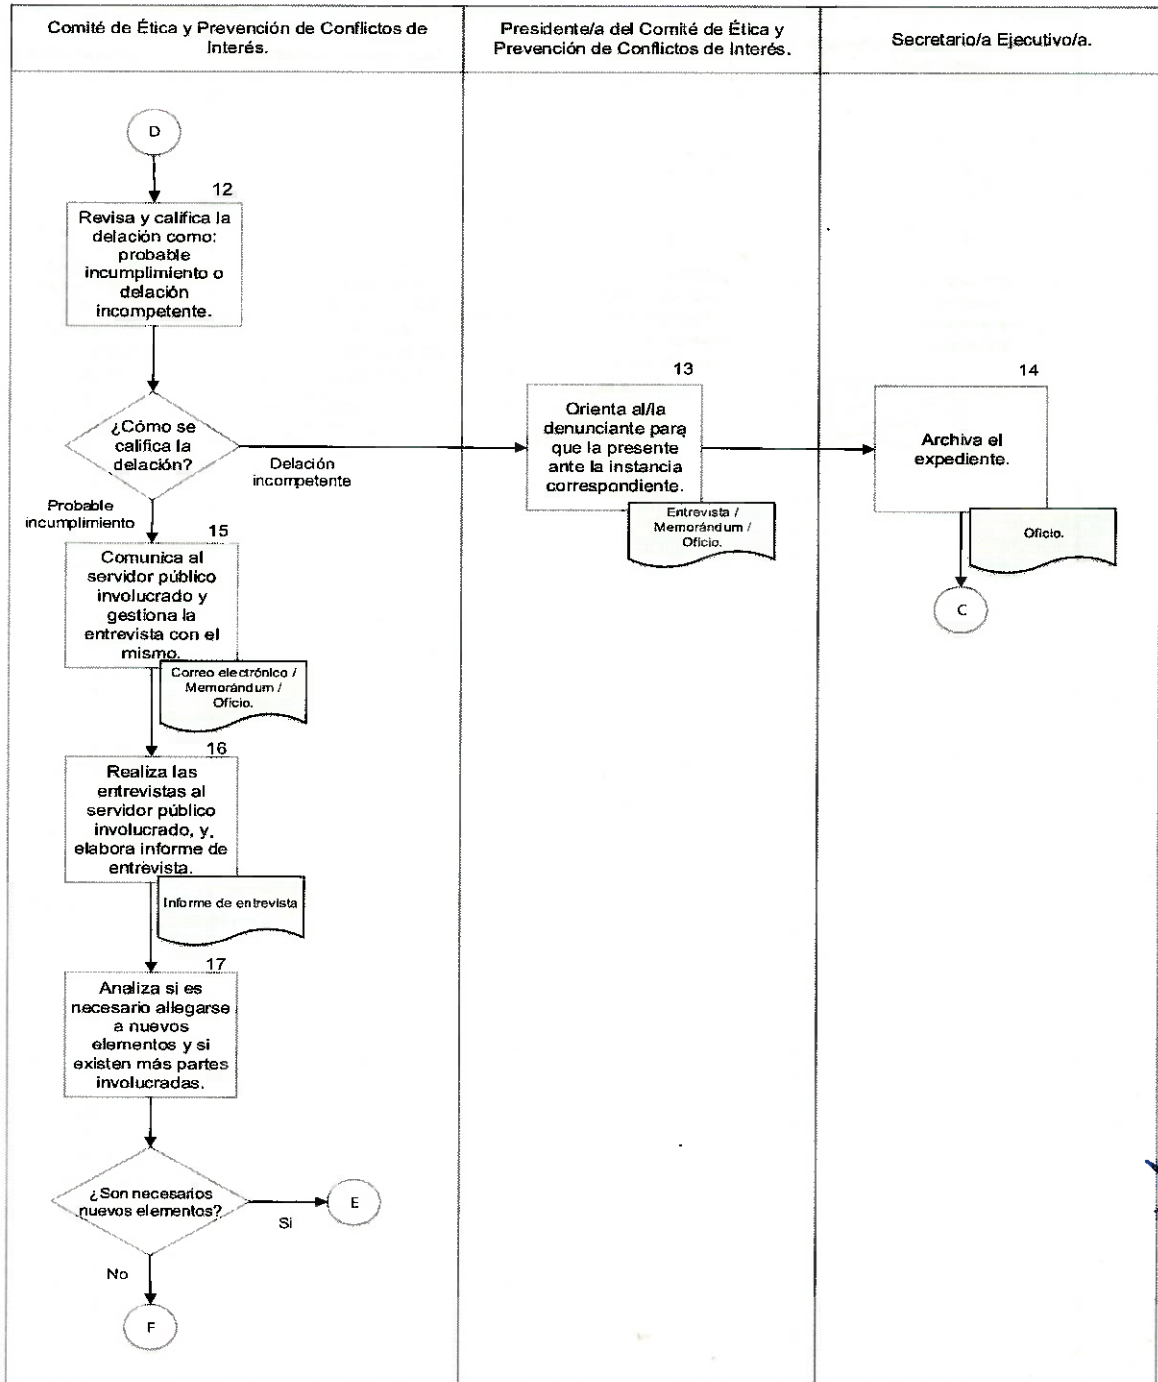 Comité de Ética y Prevención de Conflictos de
Interés.
Presidente/a del Comité de Ética y
Prevención de Conflictos de Interés.
Secretario/a Ejecutivo/a.
D
12
Revisa y califica la
delación como:
probable
incumplimiento o
delación
incompetente.
¿Cómo se
califica la
delación?
Delación
incompetente
13
Orienta al/la
denunciante para
que la presente
ante la instancia
correspondiente.
Entrevista /
Memorándum /
Oficio.
14
Archiva el
expediente.
Oficio.
C
Probable
incumplimiento
15
Comunica al
servidor público
involucrado y
gestiona la
entrevista con el
mismo.
Correo electrónico /
Memorándum /
Oficio.
16
Realiza las
entrevistas al
servidor público
involucrado, y
elabora informe de
entrevista.
Informe de entrevista
17
Analiza si es
necesario allegarse
a nuevos
elementos y si
existen más partes
involucradas.
¿Son necesarios
nuevos elementos?
Si
E
No
F